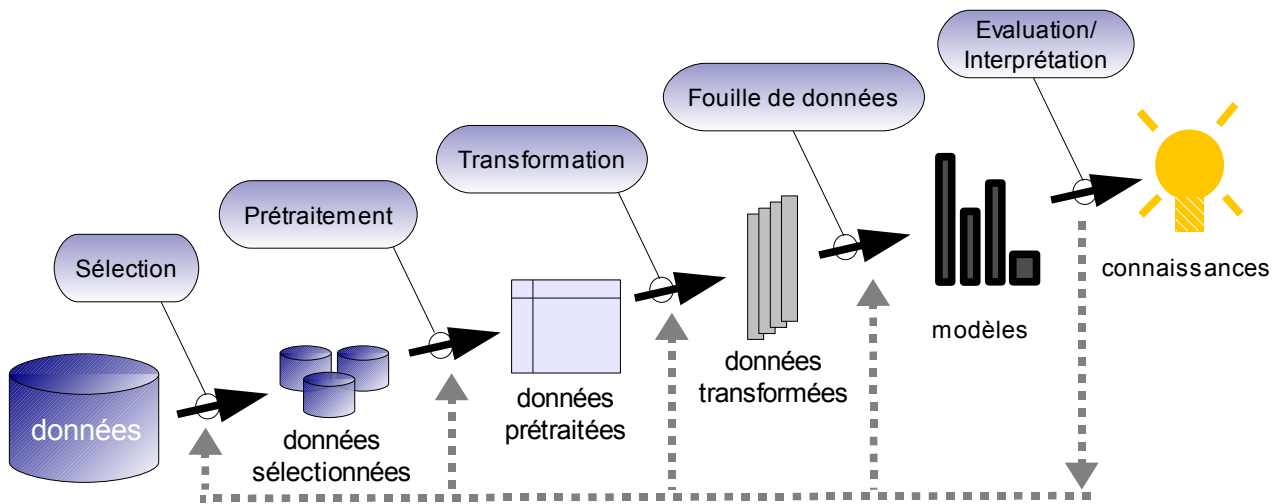 Evaluation/
Interprétation
Fouille de données
Transformation
Prétraitement
Sélection
données
données
sélectionnées
données
prétraitées
données
transformées
modèles
connaissances